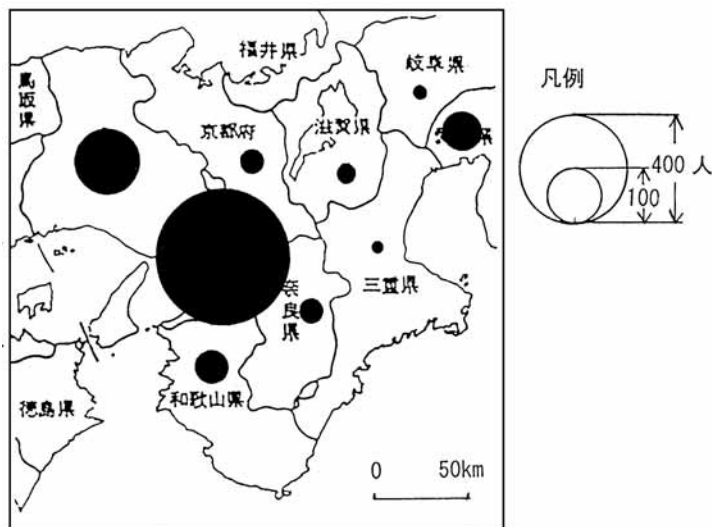 福井県
岐阜県
凡例
鳥取県
京都府
滋賀県
400 人
100
奈良県
三重県
徳島県
和歌山県
0 50km